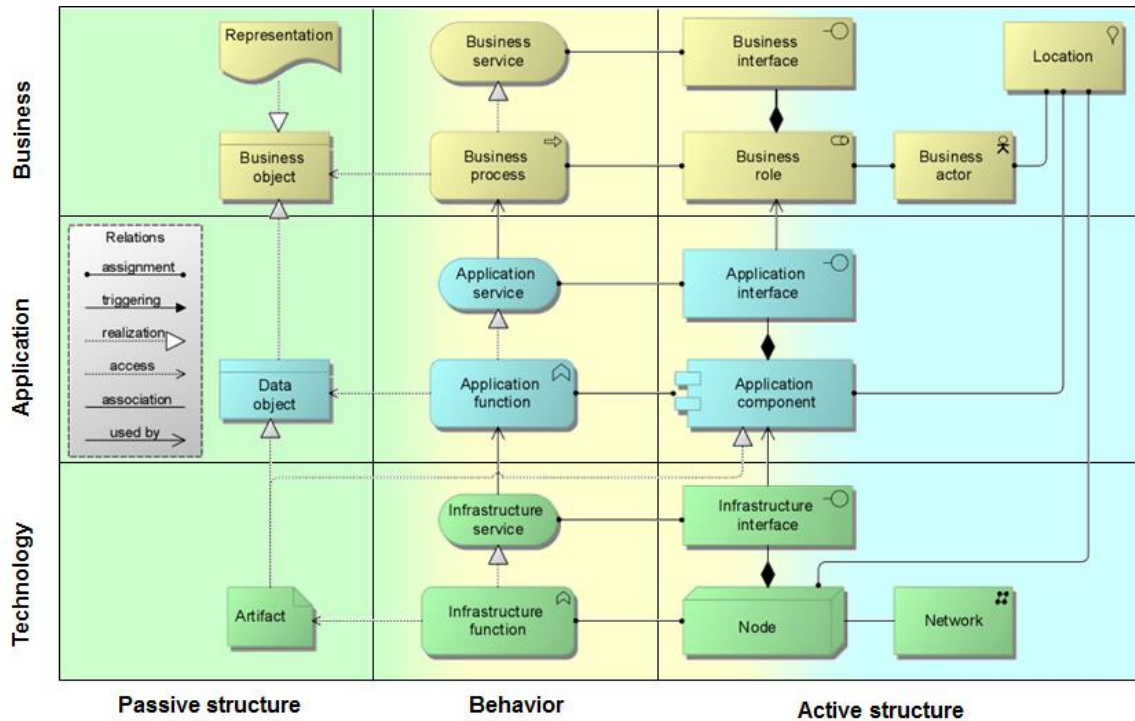 Representation
Business
service
Business
interface
Location
Business
Business
object
Business
process
Business
role
Business
actor
Relations
assignment
triggering
realization
access
association
used by
Application
Application
service
Application
interface
Data
object
Application
function
Application
component
Technology
Infrastructure
service
Infrastructure
interface
Artifact
Infrastructure
function
Node
Network
Passive structure
Behavior
Active structure